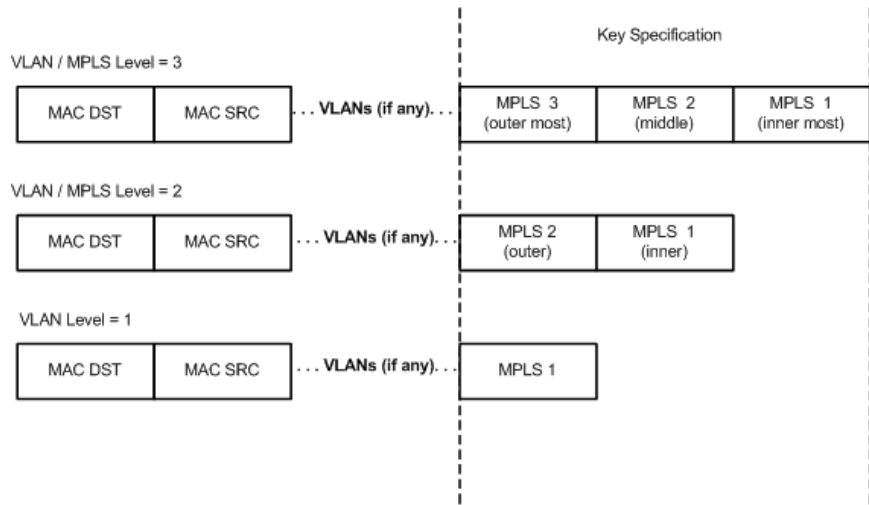 Key Specification
VLAN / MPLS Level = 3
MAC DST MAC SRC . . . VLANs (if any). . . MPLS 3 MPLS 2 MPLS 1
(outer most) (middle) (inner most)
VLAN / MPLS Level = 2
MAC DST MAC SRC . . . VLANs (if any). . . MPLS 2 MPLS 1
(outer) (inner)
VLAN Level = 1
MAC DST MAC SRC . . . VLANs (if any). . . MPLS 1